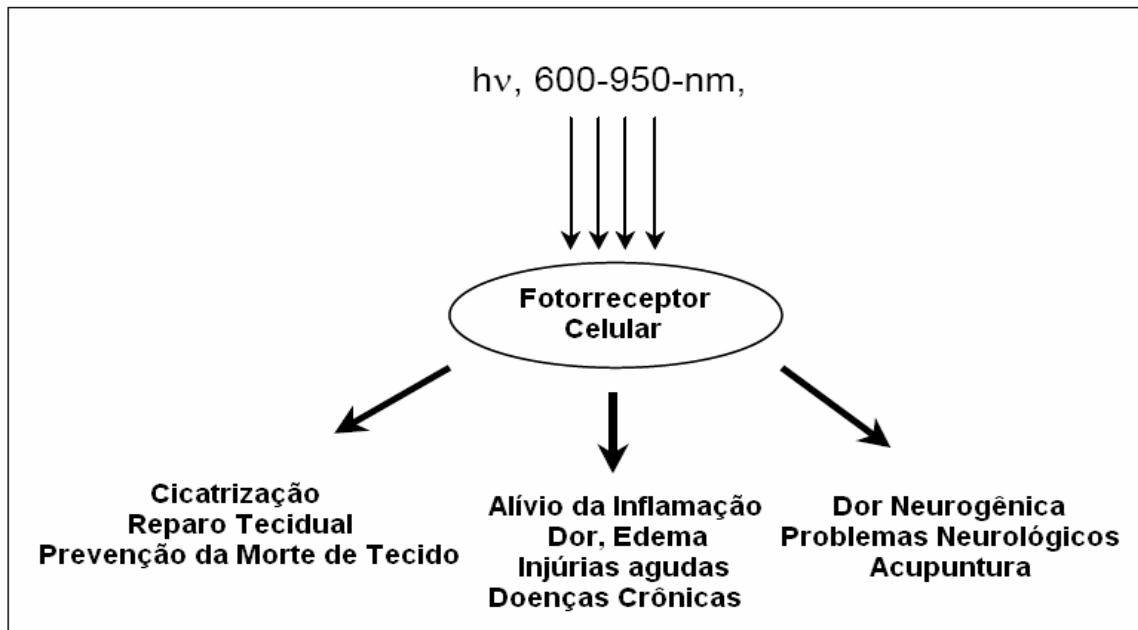 hν, 600-950-nm,
Fotorreceptor
Celular
Cicatrização
Reparo Tecidual
Prevenção da Morte de Tecido
Alívio da Inflamação
Dor, Edema
Injúrias agudas
Doenças Crônicas
Dor Neurogênica
Problemas Neurológicos
Acupuntura